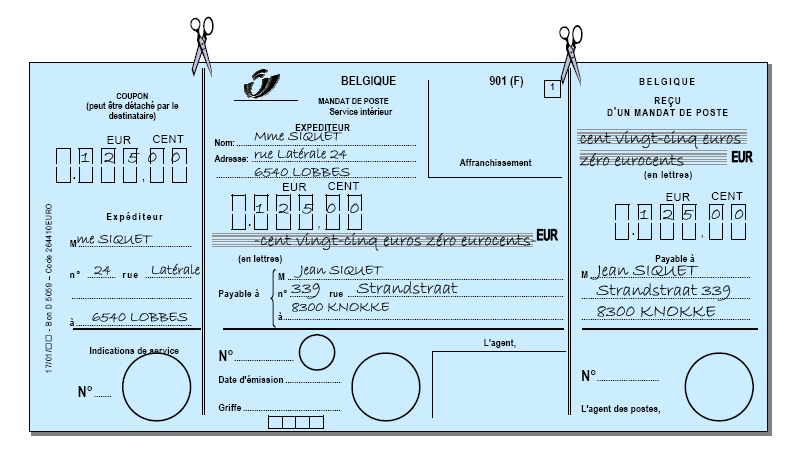 COUPON
(peut être détaché par le
destinataire)
EUR CENT
1 2 5 0 0
Expéditeur
Mme SIQUET
n° 24 rue Latérale
à 6540 LOBBES
Indications de service
N°
17/01/□□ - Bon D 5059 – Code 264410EURO
BELGIQUE
901 (F)
1
MANDAT DE POSTE
Service intérieur
EXPEDITEUR
Nom: Mme SIQUET
Adresse: rue Latérale 24
6540 LOBBES
Affranchissement
EUR CENT
1 2 5 , 0 0
-cent vingt-cinq euros zéro eurocents- EUR
(en lettres)
Payable à
M Jean SIQUET
n° 339 rue Strandstraat
à 8300 KNOKKE
N°
Date d'émission
Griffe
L'agent,
BELGIQUE
REÇU
D'UN MANDAT DE POSTE
cent vingt-cinq euros
zéro eurocents EUR
(en lettres)
EUR CENT
1 2 5 , 0 0
Payable à
M Jean SIQUET
Strandstraat 339
8300 KNOKKE
N°
L'agent des postes,